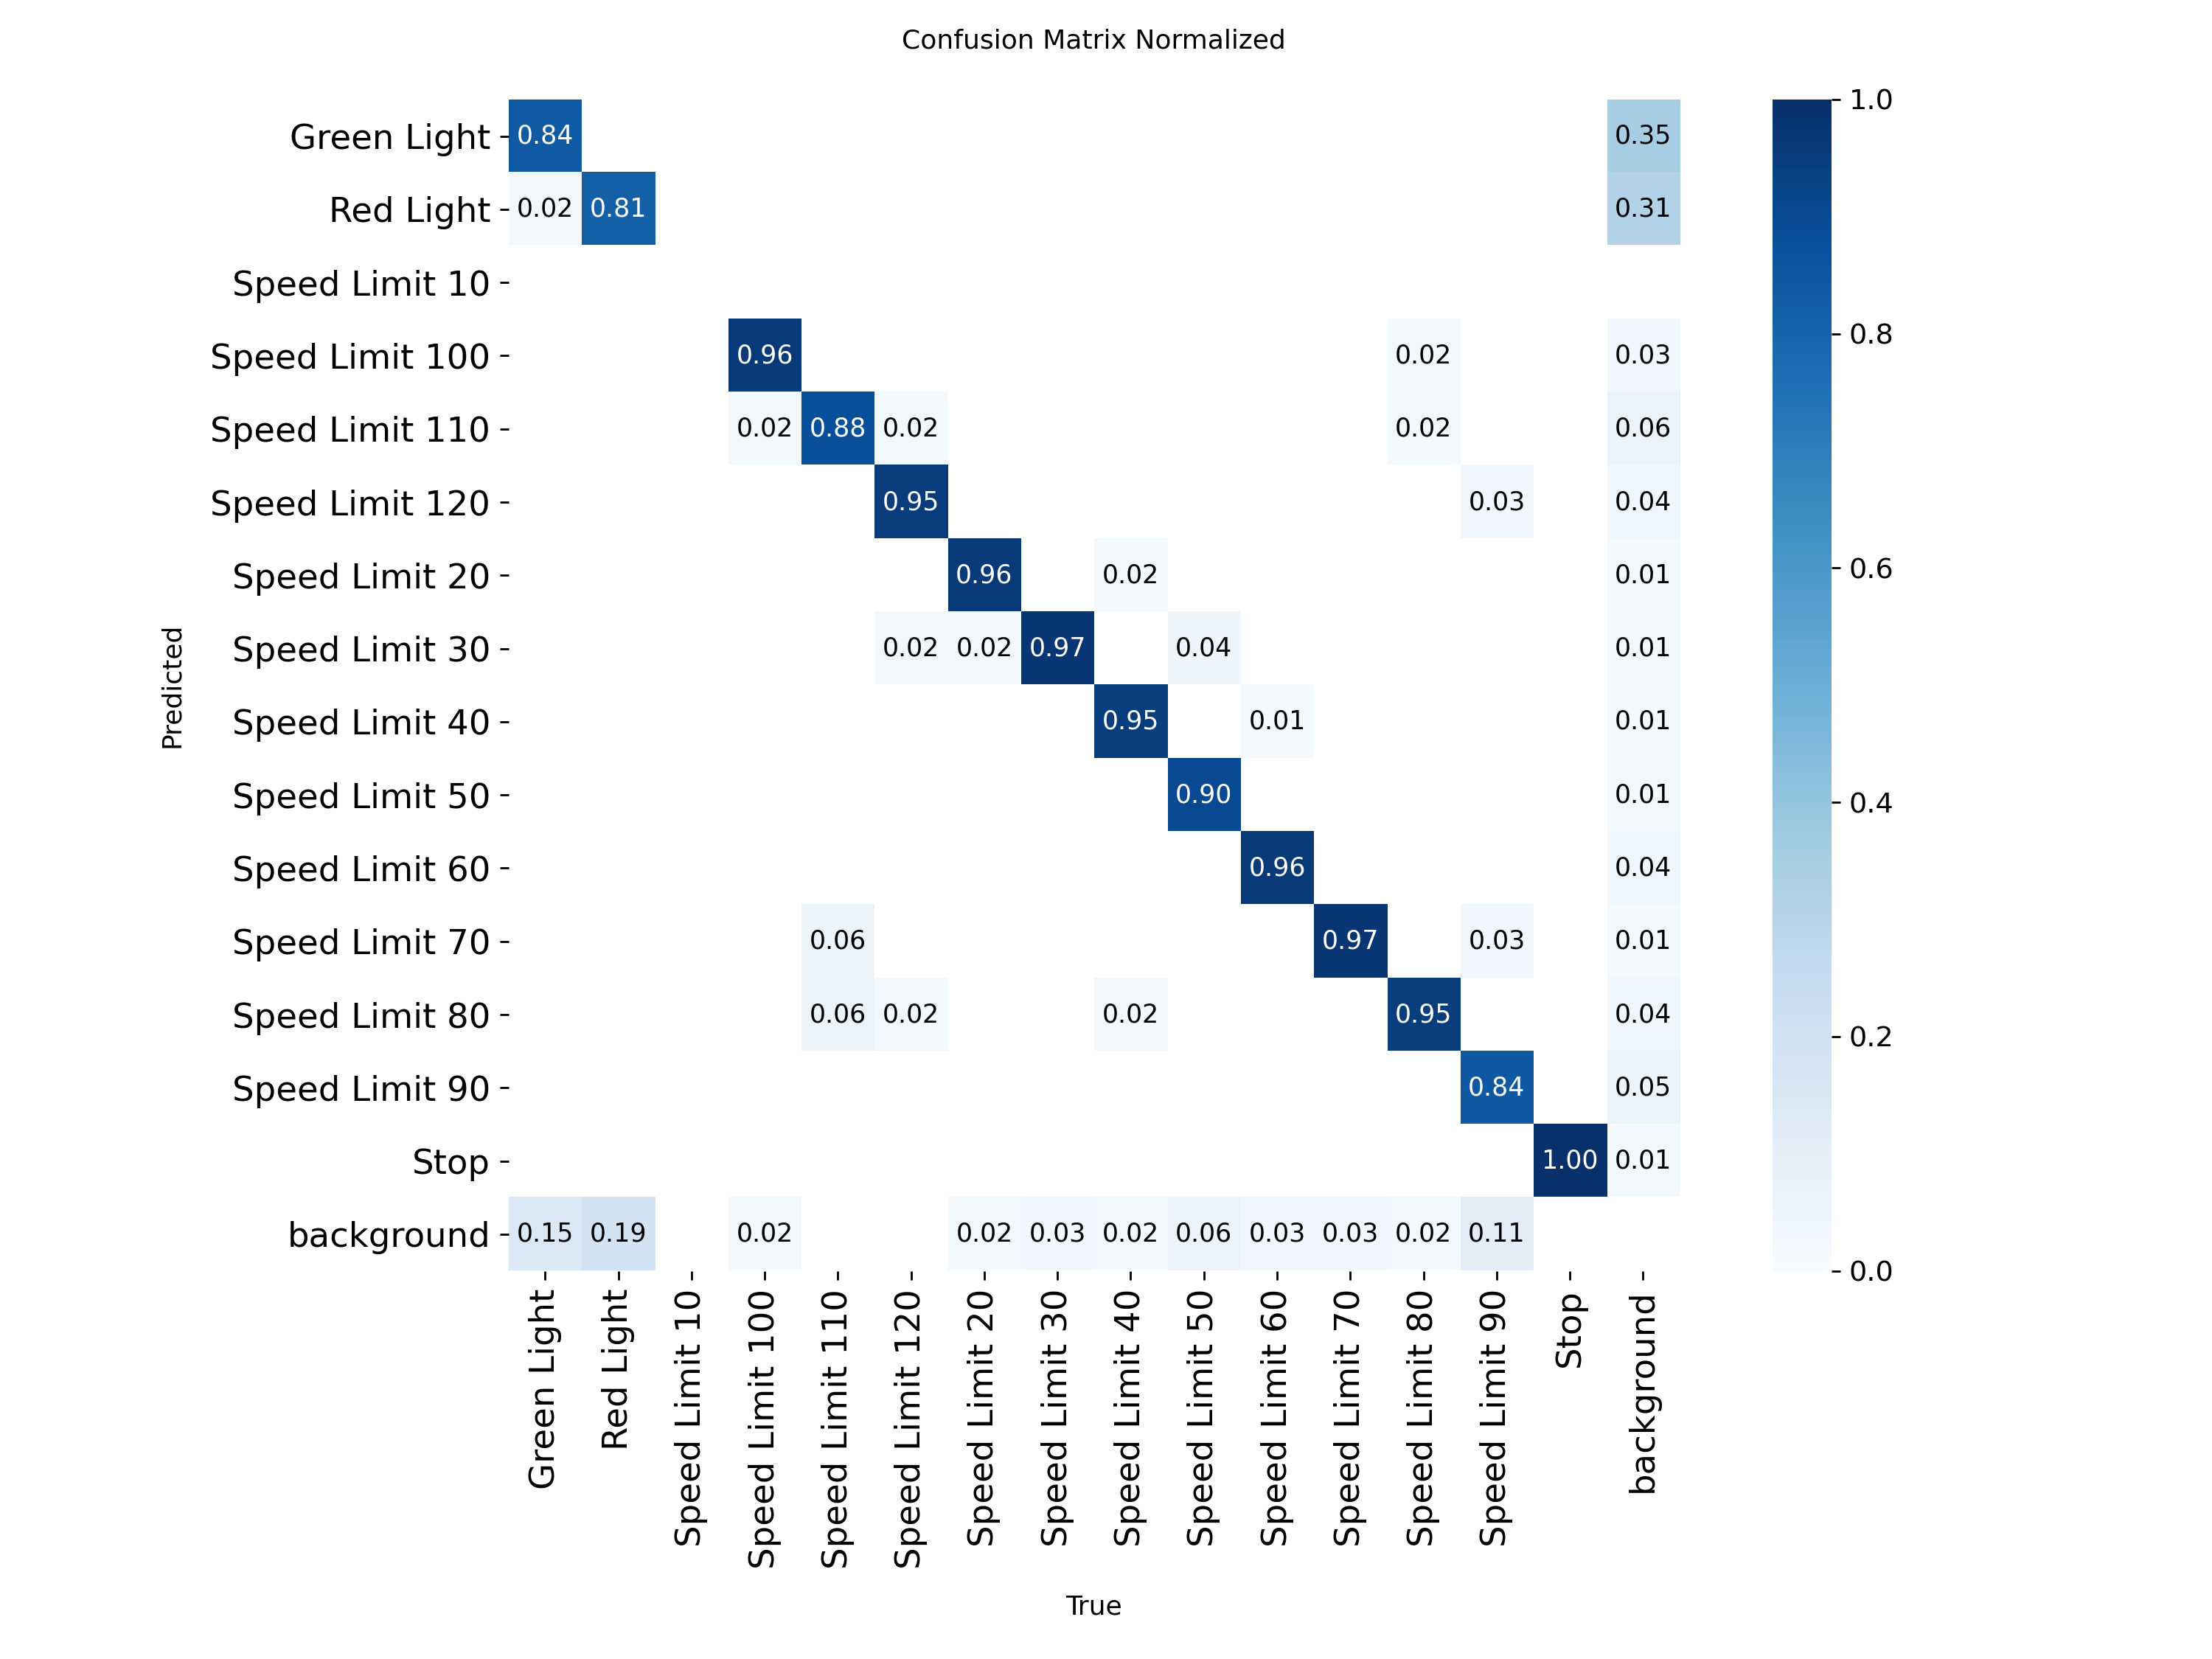 Confusion Matrix Normalized
Green Light 0.84 0.35 1.0
Red Light 0.02 0.81 0.31
Speed Limit 10
Speed Limit 100 0.96 0.02 0.03 0.8
Speed Limit 110 0.02 0.88 0.02 0.02 0.06
Speed Limit 120 0.95 0.03 0.04
Speed Limit 20 0.96 0.02 0.01 0.6
Speed Limit 30 0.02 0.02 0.97 0.04 0.01
Predicted
Speed Limit 40 0.95 0.01 0.01
Speed Limit 50 0.90 0.01 0.4
Speed Limit 60 0.96 0.04
Speed Limit 70 0.06 0.97 0.03 0.01
Speed Limit 80 0.06 0.02 0.02 0.95 0.04 0.2
Speed Limit 90 0.84 0.05
Stop 1.00 0.01
background 0.15 0.19 0.02 0.02 0.03 0.02 0.06 0.03 0.03 0.02 0.11 0.0
Green Light
Red Light
Speed Limit 10
Speed Limit 100
Speed Limit 110
Speed Limit 120
Speed Limit 20
Speed Limit 30
Speed Limit 40
Speed Limit 50
Speed Limit 60
Speed Limit 70
Speed Limit 80
Speed Limit 90
Stop
background
True